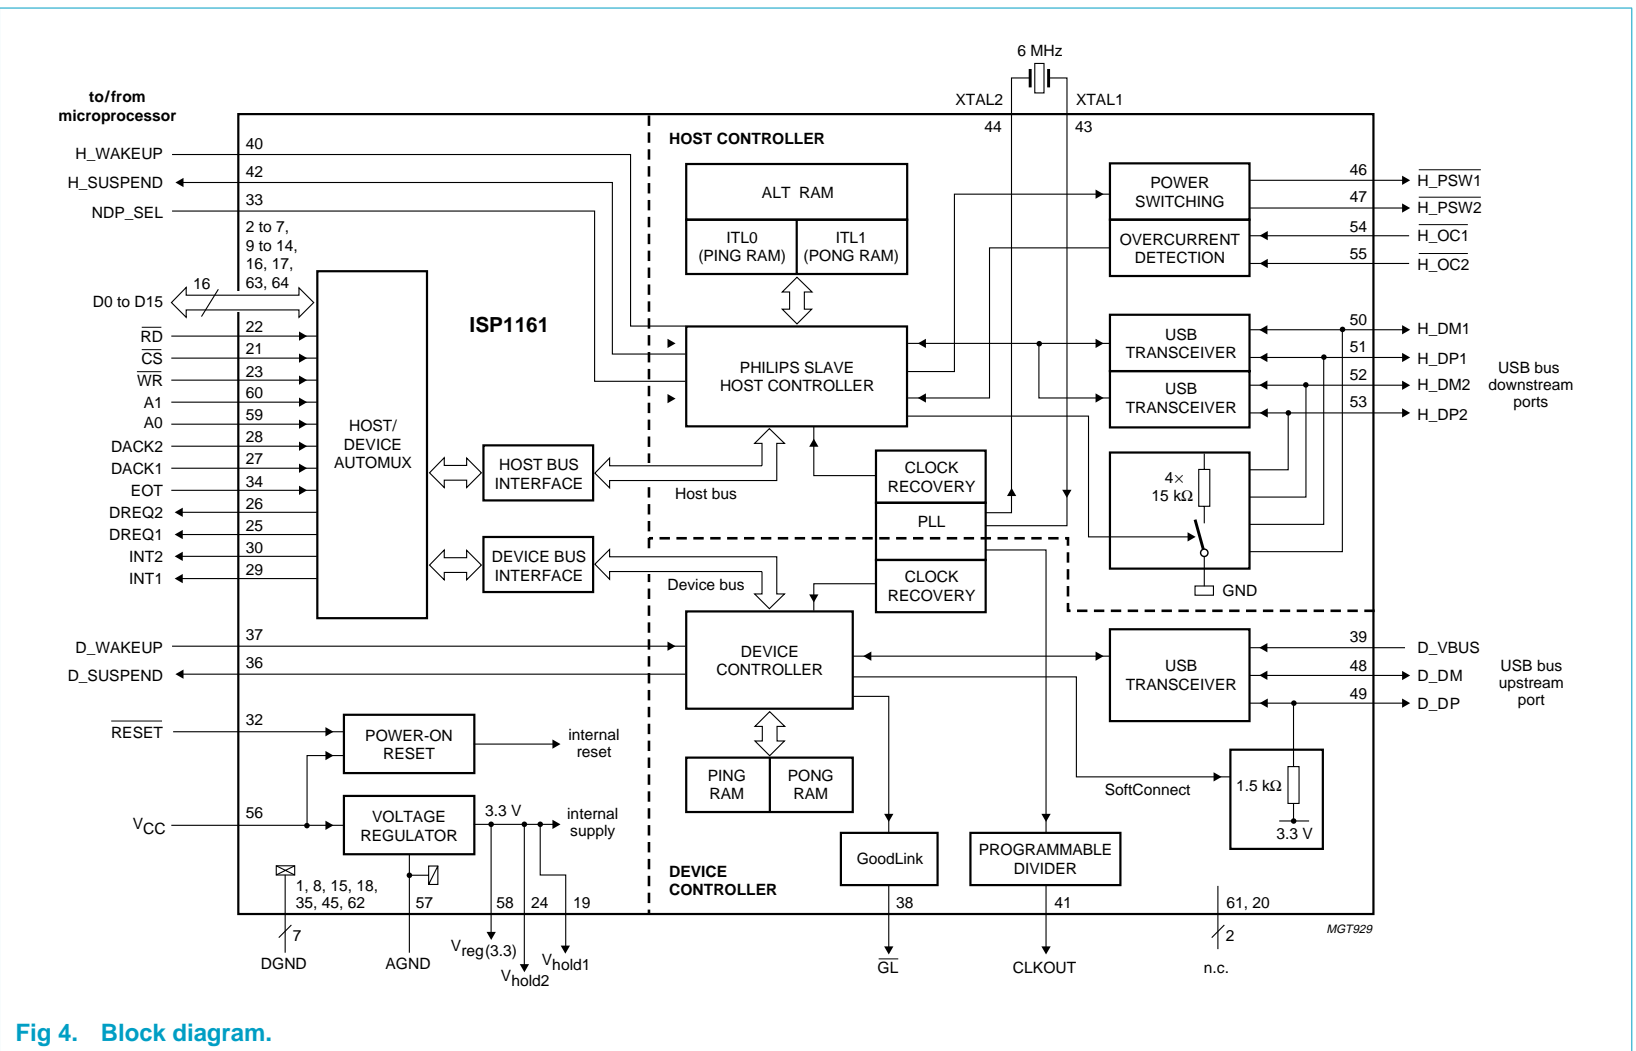 6 MHz
XTAL2
XTAL1
44
43
to/from
microprocessor
H_WAKEUP
40
H_SUSPEND
42
NDP_SEL
33
2 to 7,
9 to 14,
16, 17,
63, 64
D0 to D15
16
RD
22
CS
21
WR
23
A1
60
A0
59
DACK2
28
DACK1
27
EOT
34
DREQ2
26
DREQ1
25
INT2
30
INT1
29
HOST/
DEVICE
AUTOMUX
ISP1161
HOST BUS
INTERFACE
Host bus
DEVICE BUS
INTERFACE
Device bus
HOST CONTROLLER
ALT RAM
ITL0
(PING RAM)
ITL1
(PONG RAM)
PHILIPS SLAVE
HOST CONTROLLER
CLOCK
RECOVERY
PLL
CLOCK
RECOVERY
POWER
SWITCHING
OVERCURRENT
DETECTION
46
H_PSW1
47
H_PSW2
54
H_OC1
55
H_OC2
USB
TRANSCEIVER
USB
TRANSCEIVER
50
H_DM1
51
H_DP1
52
H_DM2
53
H_DP2
USB bus
downstream
ports
4×
15 kΩ
GND
D_WAKEUP
37
D_SUSPEND
36
DEVICE
CONTROLLER
PING
RAM
PONG
RAM
USB
TRANSCEIVER
39
D_VBUS
48
D_DM
49
D_DP
USB bus
upstream
port
SoftConnect
1.5 kΩ
3.3 V
RESET
32
POWER-ON
RESET
internal
reset
VCC
56
VOLTAGE
REGULATOR
3.3 V
internal
supply
GoodLink
PROGRAMMABLE
DIVIDER
DEVICE
CONTROLLER
1, 8, 15, 18,
35, 45, 62
57
58
24
19
38
41
61, 20
7
DGND
AGND
Vreg(3.3)
Vhold2
Vhold1
GL
CLKOUT
2
n.c.
MGT929
Fig 4. Block diagram.